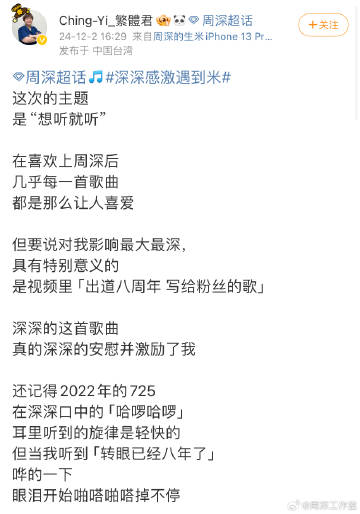 Ching-Yi_繁體君 周深超话
24-12-2 16:29 来自周深的生米iPhone 13 Pr...
发布于 中国台湾
+关注
周深超话🎵#深深感激遇到米#
这次的主题
是“想听就听”
在喜欢上周深后
几乎每一首歌曲
都是那么让人喜爱
但要说对我影响最大最深,
具有特别意义的
是视频里「出道八周年 写给粉丝的歌」
深深的这首歌曲
真的深深的安慰并激励了我
还记得2022年的725
在深深口中的「哈啰哈啰」
耳里听到的旋律是轻快的
但当我听到「转眼已经八年了」
哗的一下
眼泪开始啪嗒啪嗒掉不停
@周深工作室